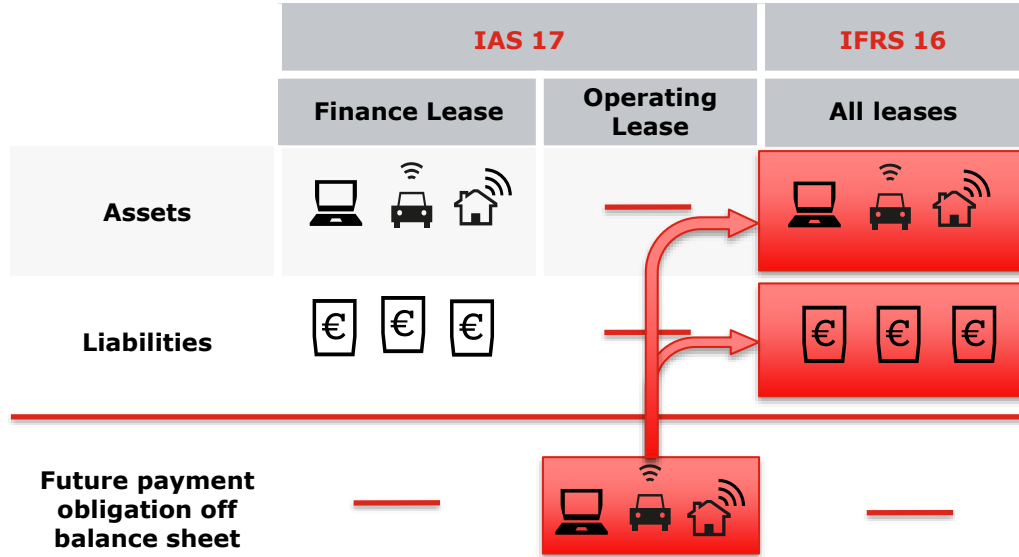 IAS 17
IFRS 16
Finance Lease
Operating
Lease
All leases
Assets
Liabilities
€
€
€
€
€
€
Future payment
obligation off
balance sheet